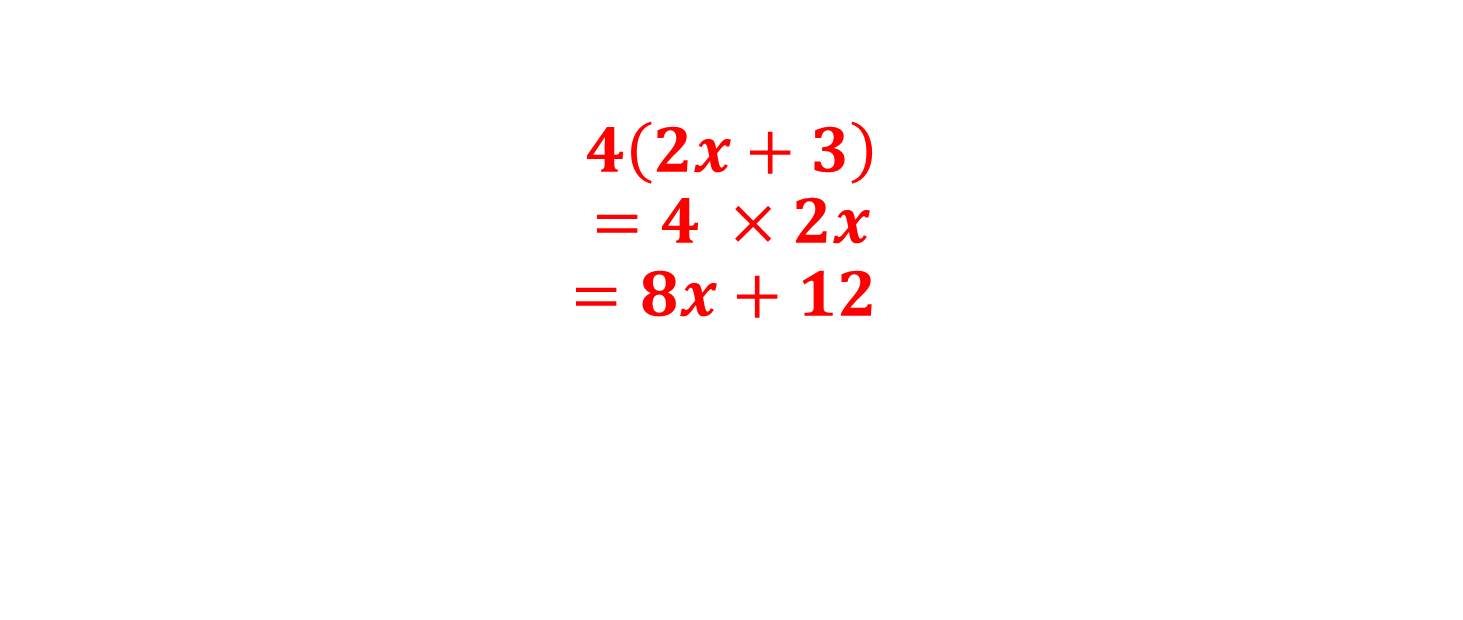 4(2x + 3)
= 4 × 2x
= 8x + 12